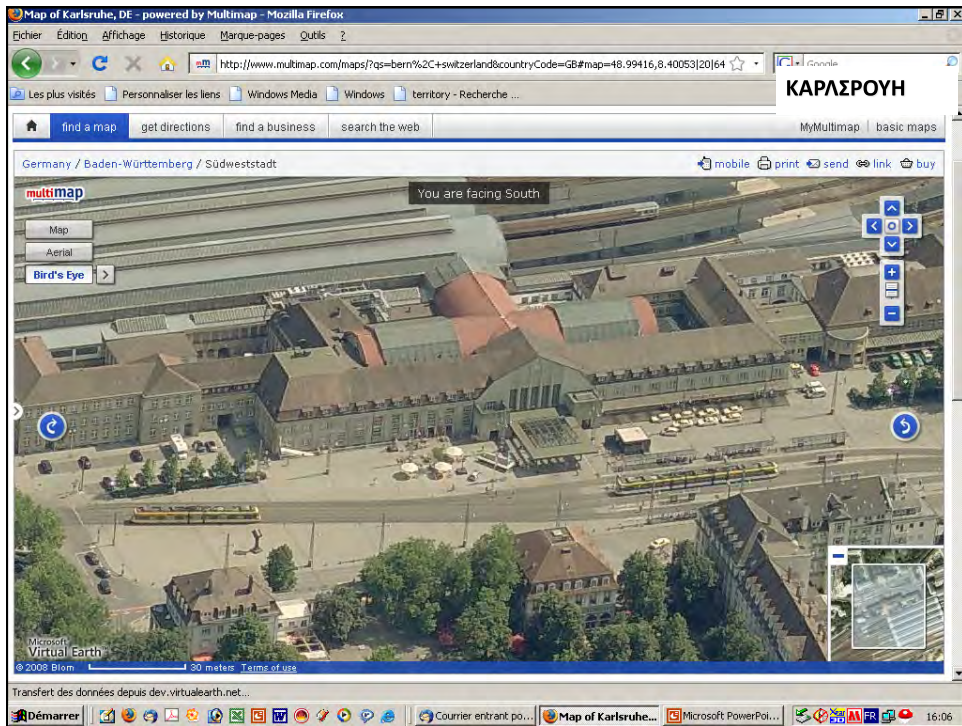 Map of Karlsruhe, DE - powered by Multimap - Mozilla Firefox
Fichier Édition Affichage Historique Marque-pages Outils ?
http://www.multimap.com/maps/?qs=bern%2C+switzerland&countryCode=GB#map=48.99416,8.40053|20|64
Google
Les plus visités Personnaliser les liens Windows Media Windows territory - Recherche ...
ΚΑΡΛΣΡΟΥΗ
find a map get directions find a business search the web MyMultimap basic maps
Germany / Baden-Württemberg / Südweststadt mobile print send link buy
multimap
You are facing South
Map
Aerial
Bird's Eye
Microsoft
Virtual Earth
© 2008 Blom 30 meters Terms of use
Transfert des données depuis dev.virtualearth.net...
Démarrer Courrier entrant po... Map of Karlsruhe... Microsoft PowerPoi... FR 16:06